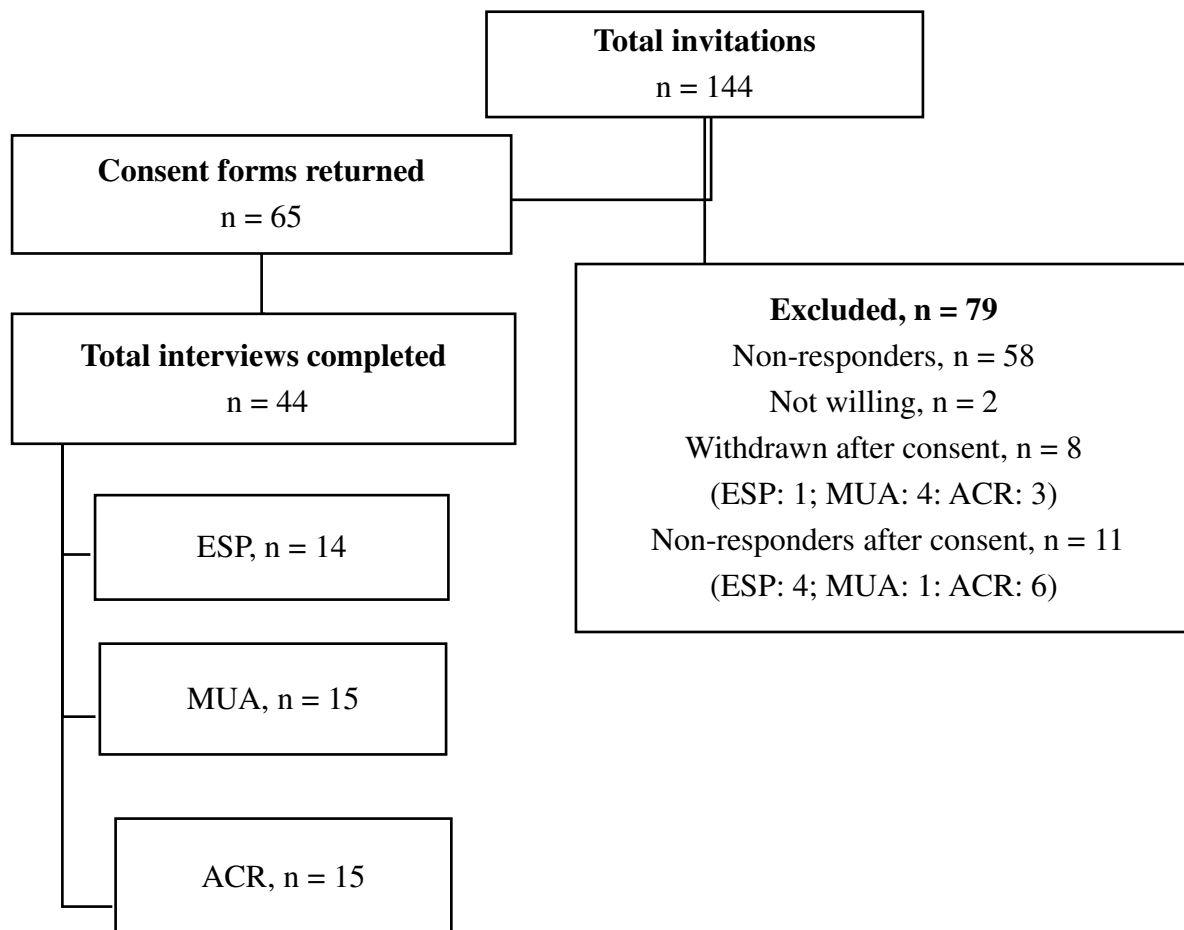 Total invitations
n = 144
Consent forms returned
n = 65
Total interviews completed
n = 44
ESP, n = 14
MUA, n = 15
ACR, n = 15
Excluded, n = 79
Non-responders, n = 58
Not willing, n = 2
Withdrawn after consent, n = 8
(ESP: 1; MUA: 4: ACR: 3)
Non-responders after consent, n = 11
(ESP: 4; MUA: 1: ACR: 6)